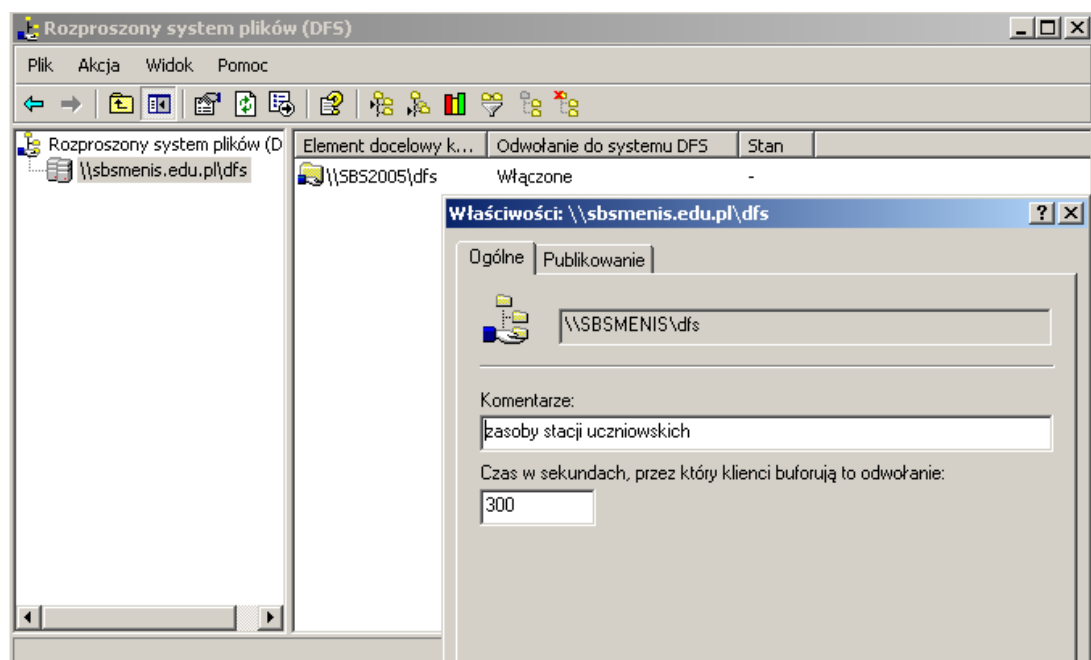 Rozproszony system plików (DFS)
Plik Akcja Widok Pomoc
Rozproszony system plików (D
\\sbsmenis.edu.pl\dfs
Element docelowy k... Odwołanie do systemu DFS Stan
\\SBS2005\dfs Włączone -
Właściwości: \\sbsmenis.edu.pl\dfs
Ogólne Publikowanie
\\SBSMENIS\dfs
Komentarze:
zasoby stacji uczniowskich
Czas w sekundach, przez który klienci buforują to odwołanie:
300